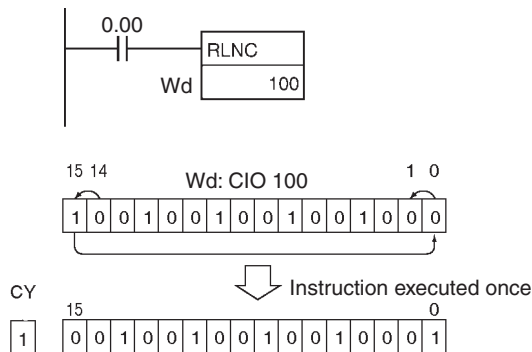 0.00
RLNC
Wd 100
15 14 1 0
Wd: CIO 100
1 0 0 1 0 0 1 0 0 1 0 0 1 0 0 0
Instruction executed once
CY 15 0
1 0 0 1 0 0 1 0 0 1 0 0 1 0 0 0 1